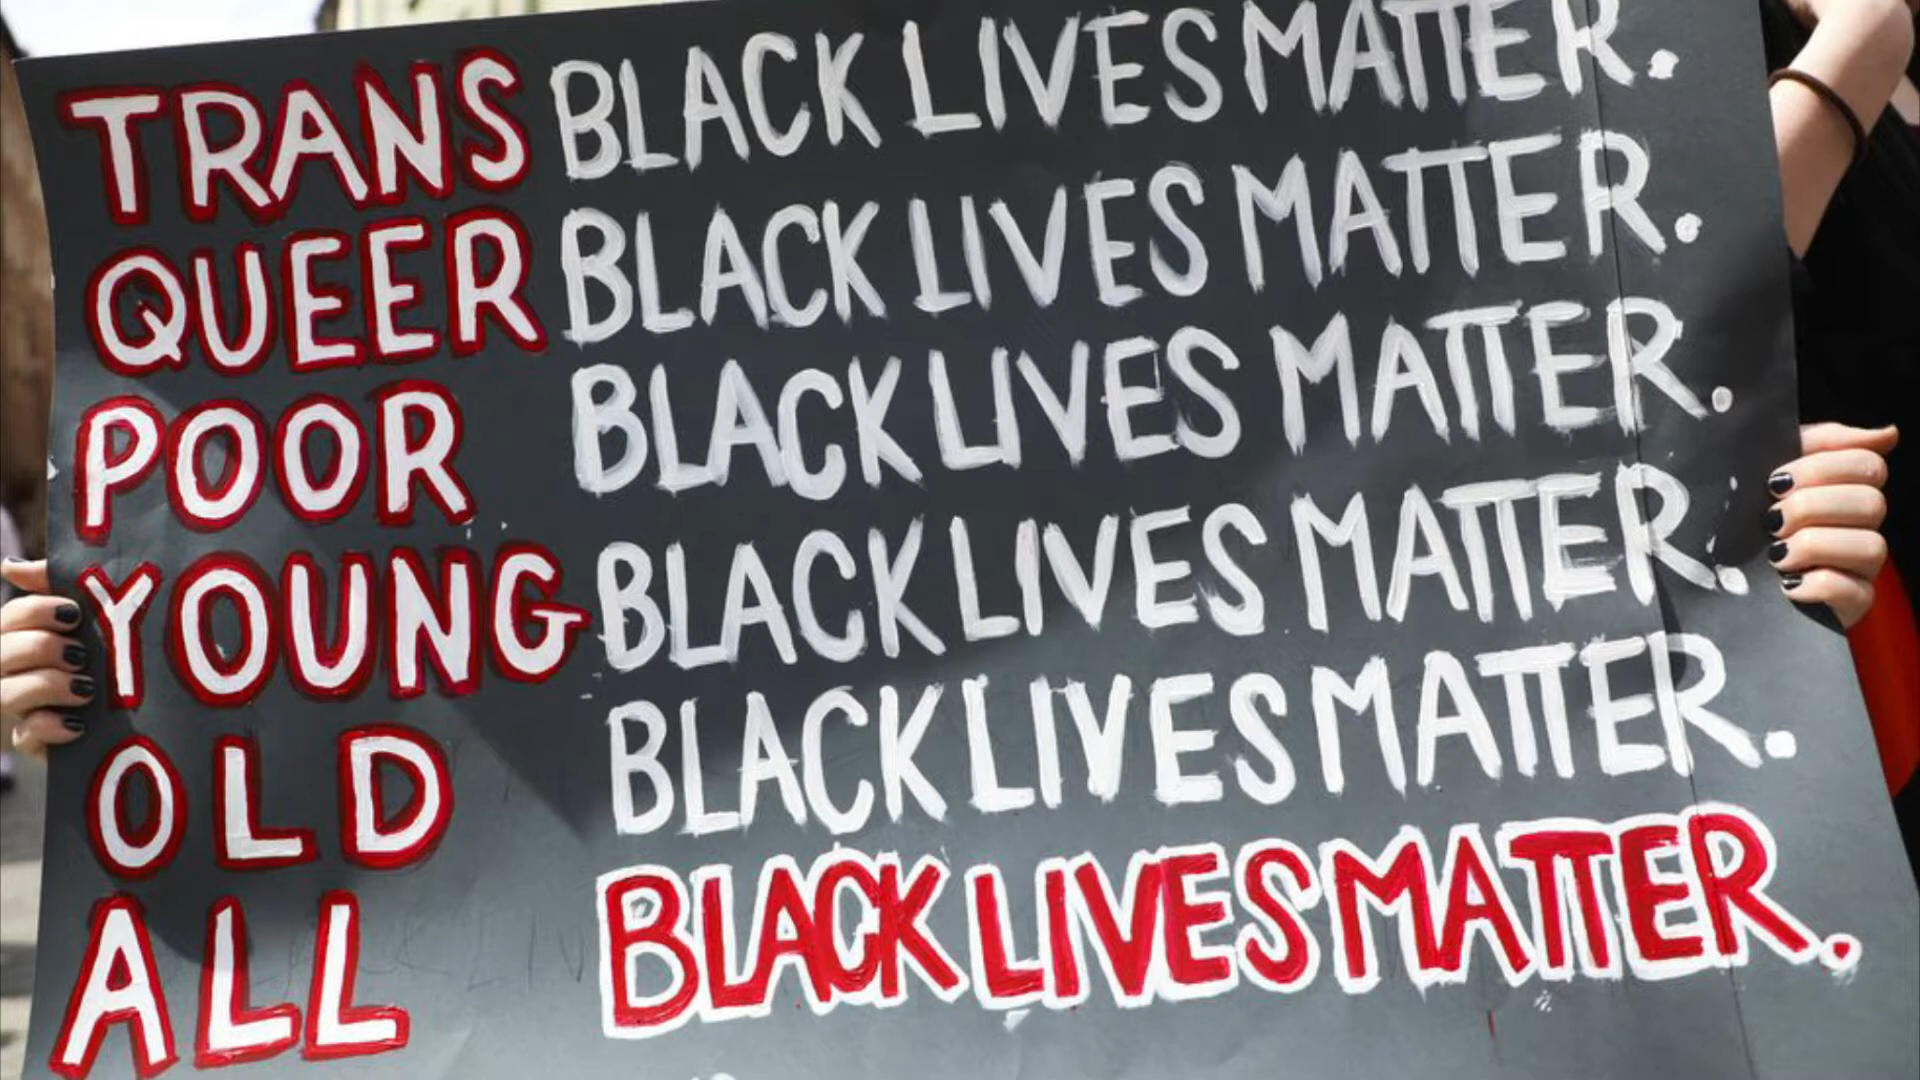 TRANS BLACK LIVES MATTER.
QUEER BLACK LIVES MATTER.
POOR BLACK LIVES MATTER.
YOUNG BLACK LIVES MATTER.
OLD BLACK LIVES MATTER.
ALL BLACK LIVES MATTER.